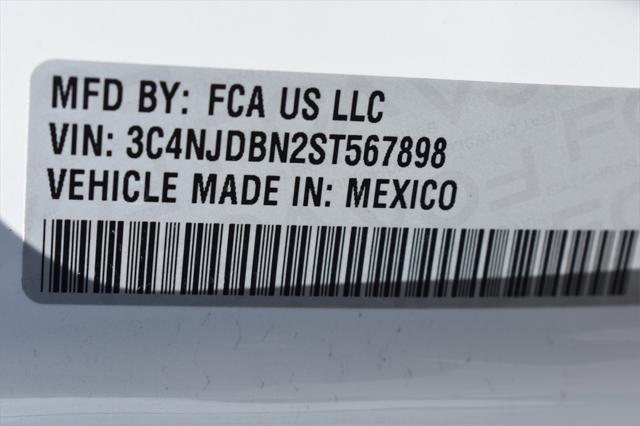 MFD BY: FCA US LLC
VIN: 3C4NJDBN2ST567898
VEHICLE MADE IN: MEXICO